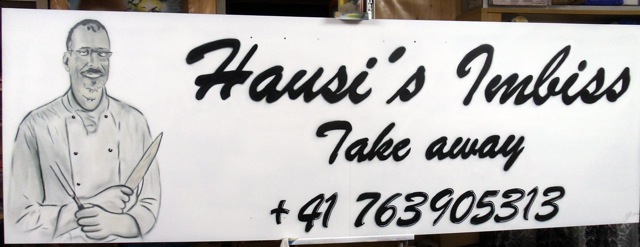 Hausi's Imbiss
Take away
+41 763905313